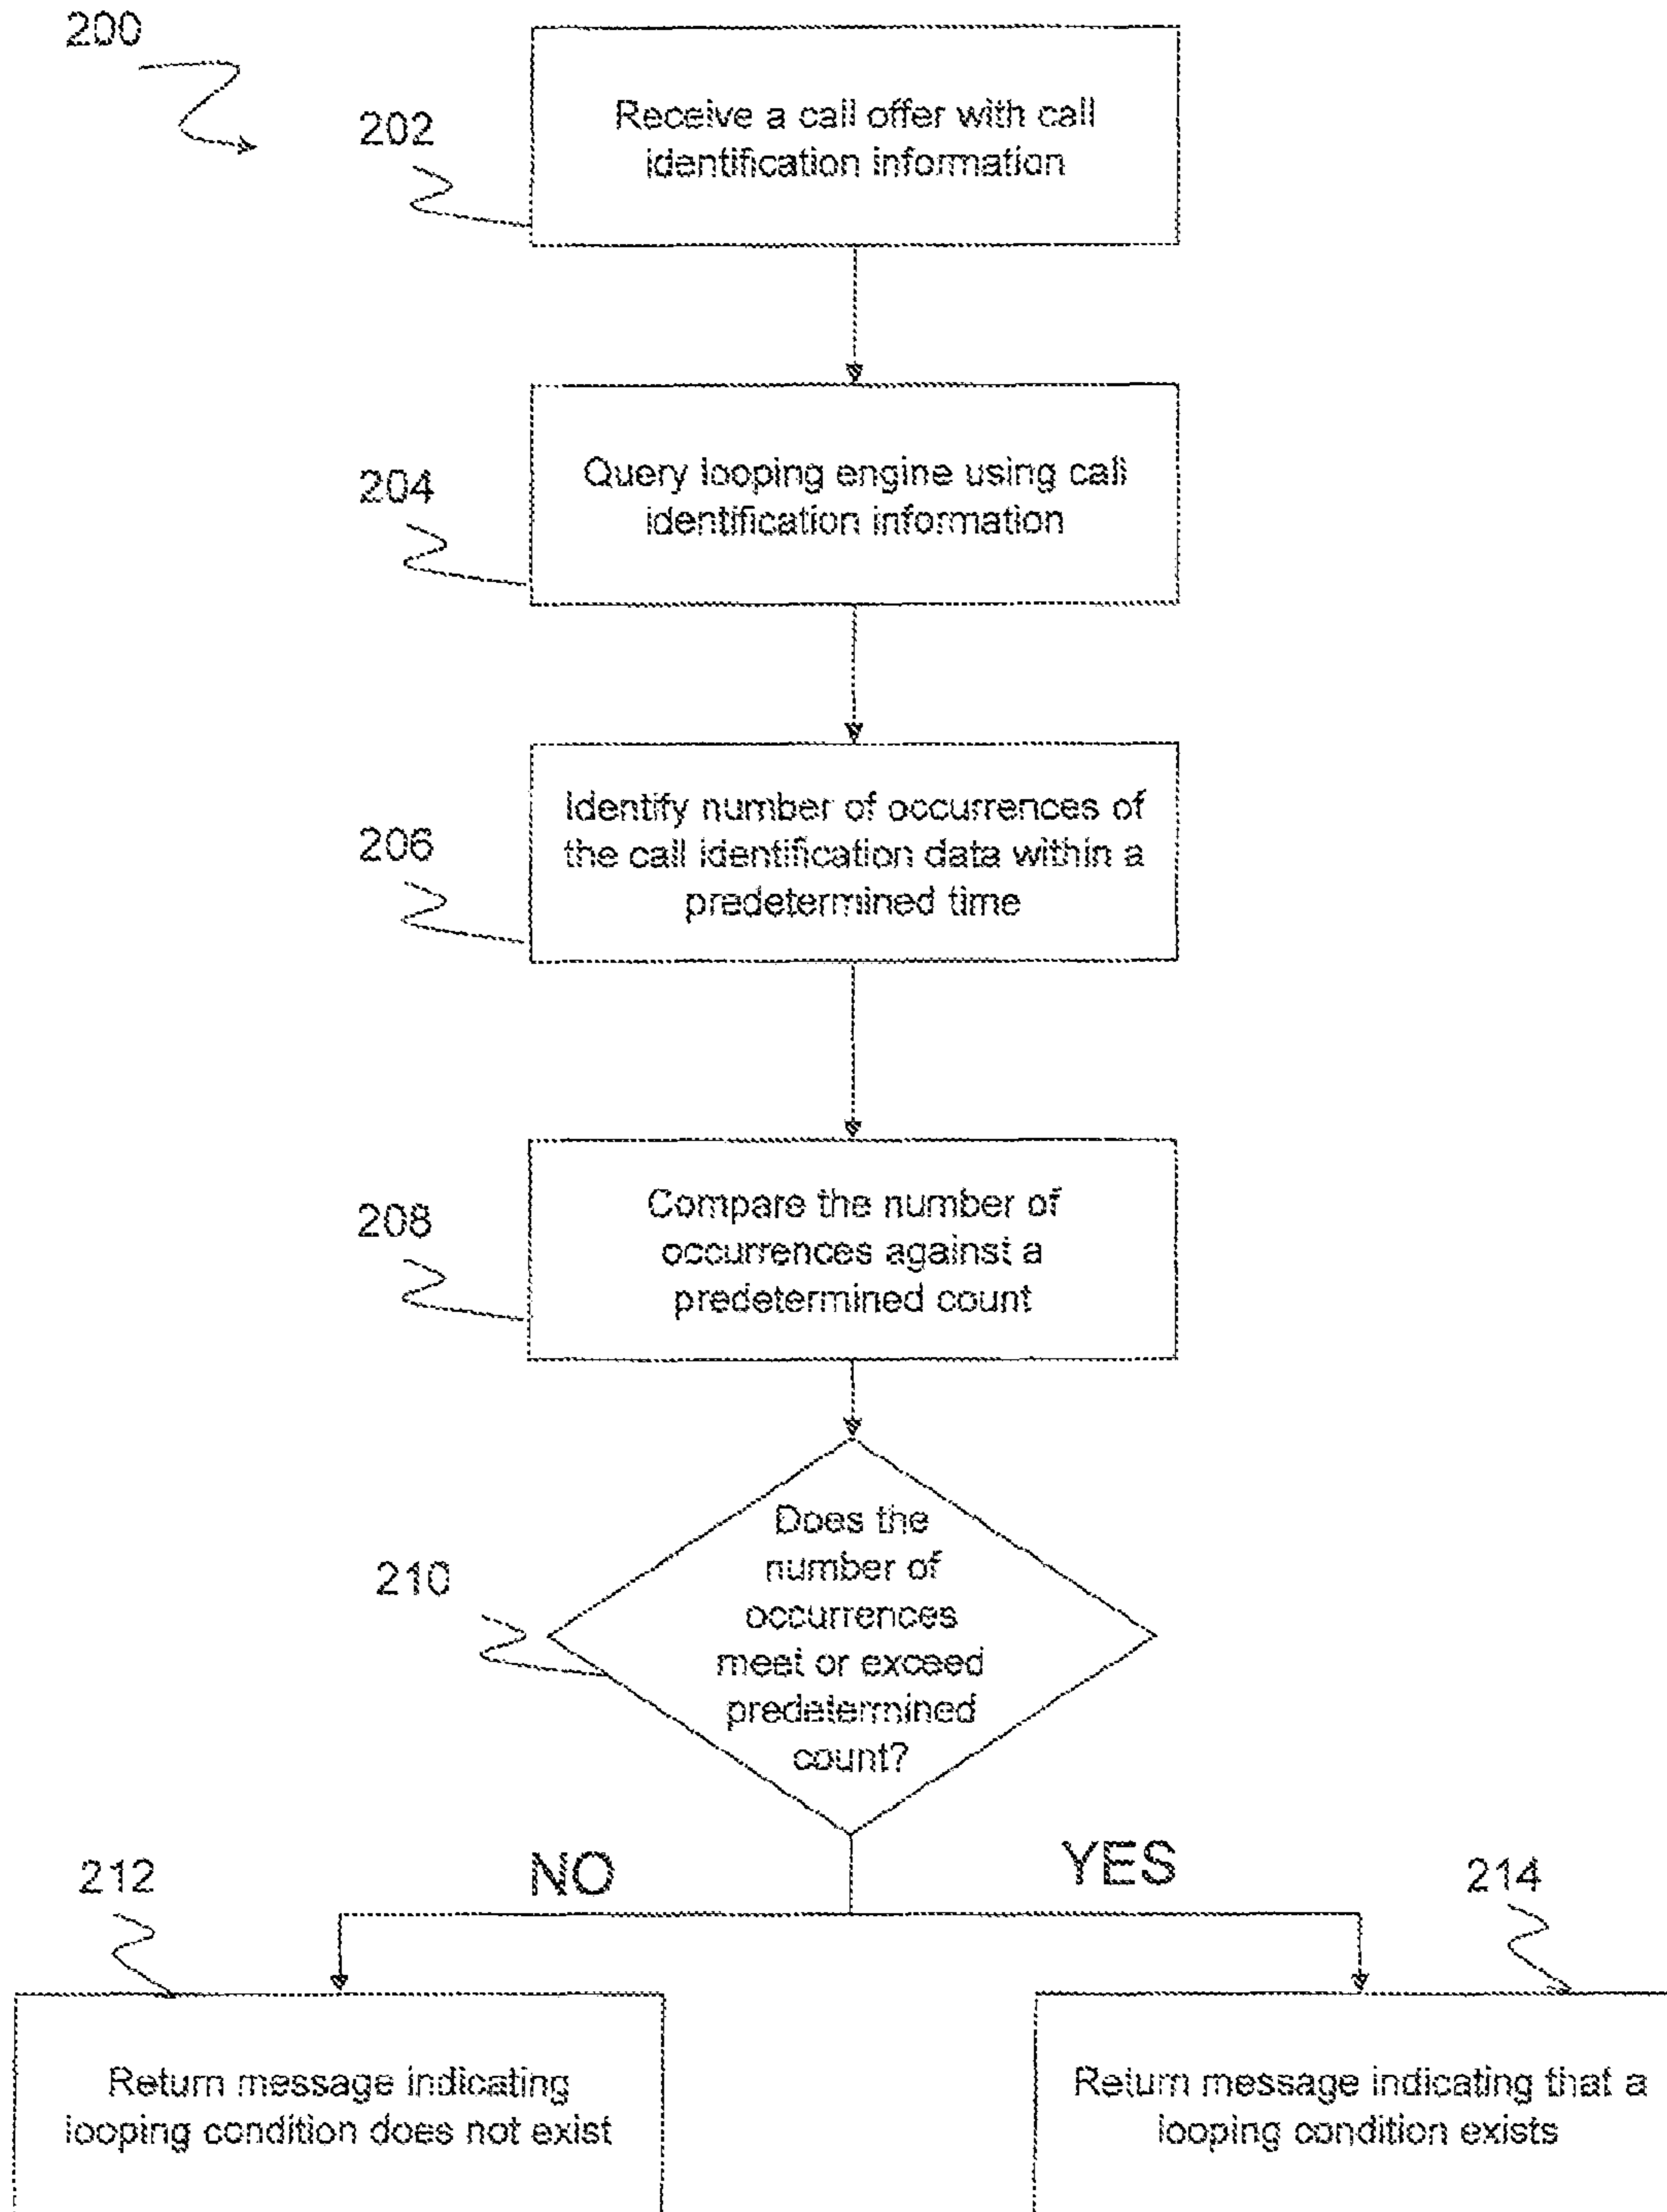 200
202
Receive a call offer with call
identification information
204
Query looping engine using call
identification information
206
Identify number of occurrences of
the call identification data within a
predetermined time
208
Compare the number of
occurrences against a
predetermined count
210
Does the
number of
occurrences
meet or exceed
predetermined
count?
NO
YES
212
214
Return message indicating
looping condition does not exist
Return message indicating that a
looping condition exists